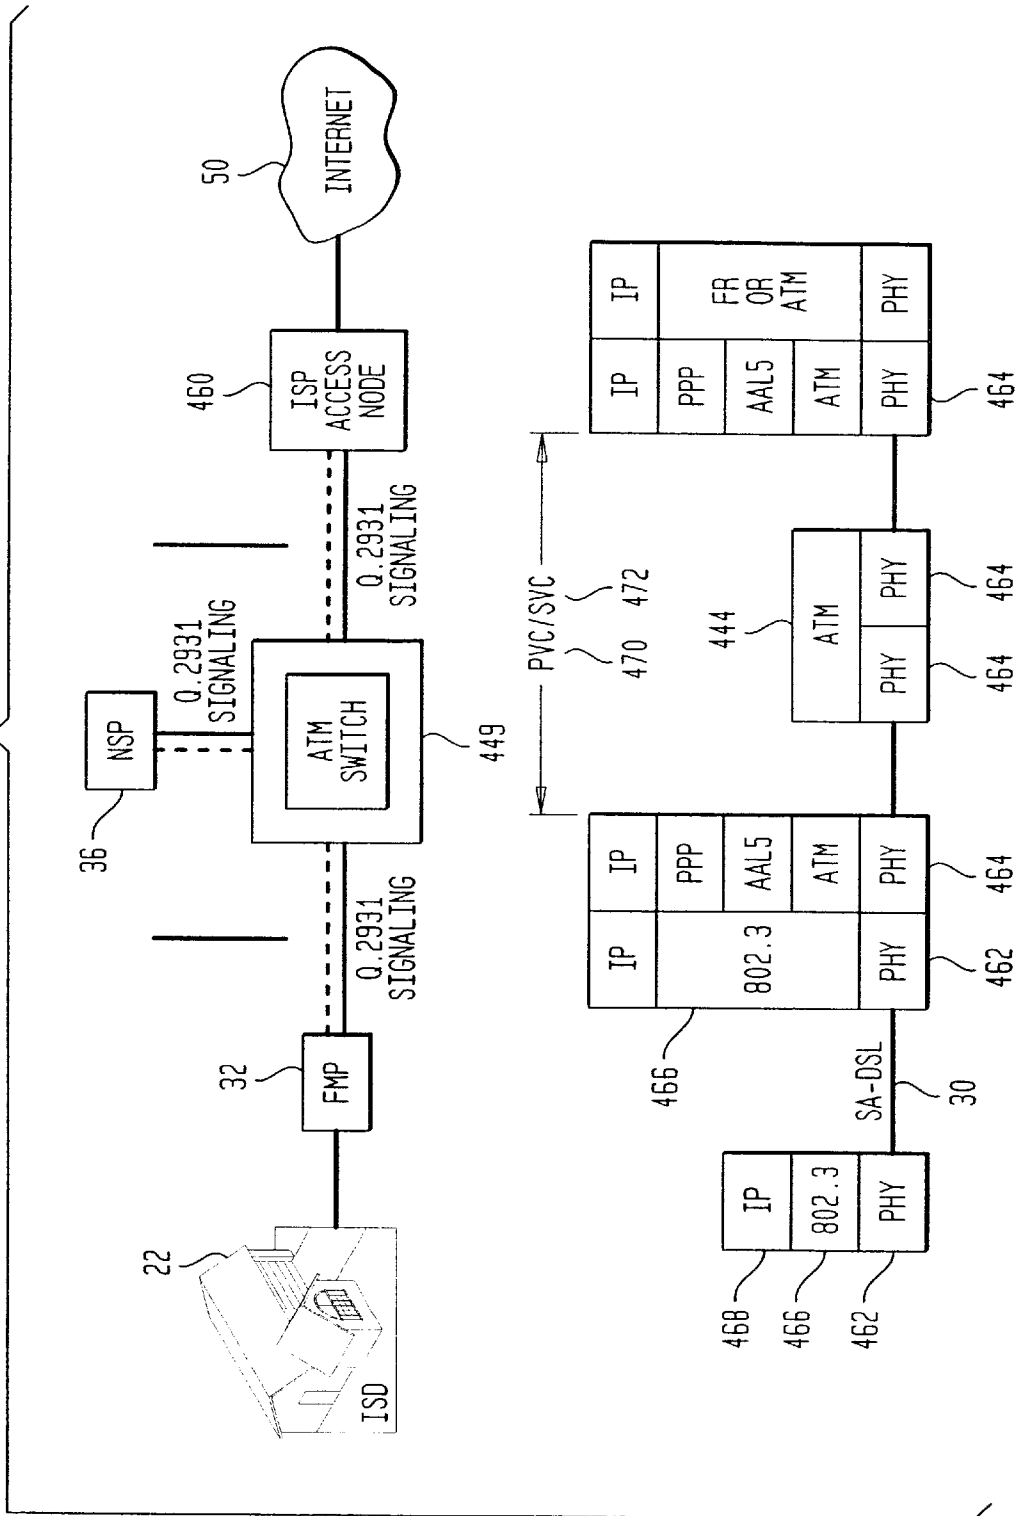 22
ISD
32
FMP
36
NSP
Q.2931
SIGNALING
Q.2931
SIGNALING
ATM
SWITCH
449
Q.2931
SIGNALING
460
ISP
ACCESS
NODE
50
INTERNET
468
466
462
IP
802.3
PHY
SA-DSL
30
466
IP
802.3
PHY
462
IP
PPP
AAL5
ATM
PHY
464
PVC/SVC
470
472
444
ATM
PHY
PHY
464
464
IP
PPP
AAL5
ATM
PHY
464
IP
FR
OR
ATM
PHY